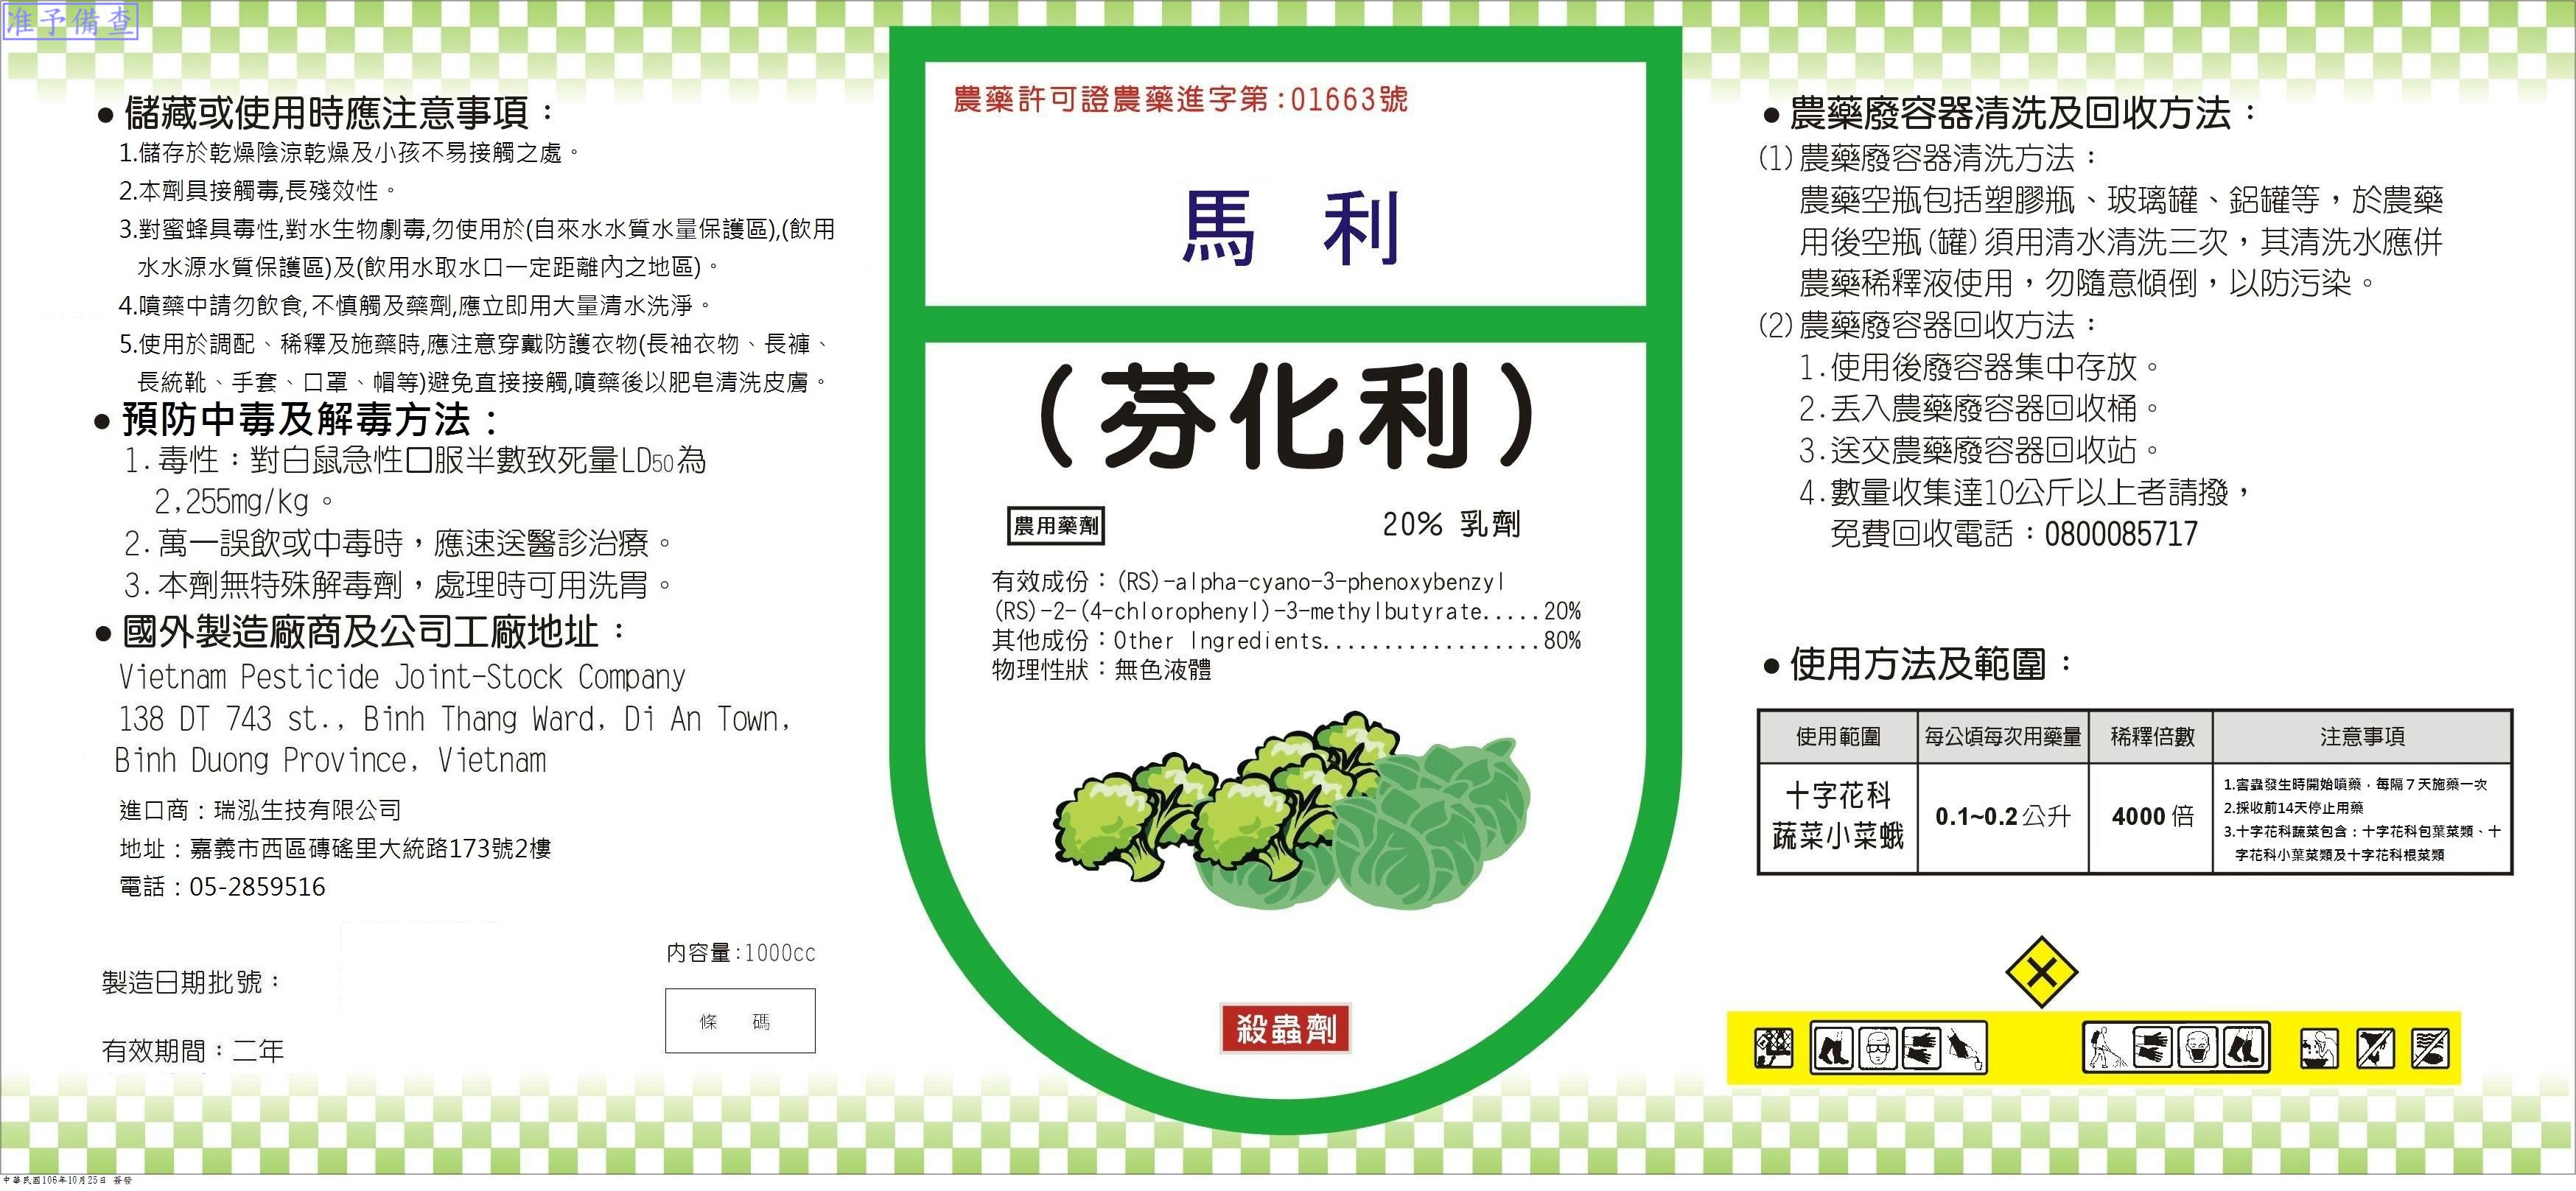 准予備查
●儲藏或使用時應注意事項：
1.儲存於乾燥陰涼乾燥及小孩不易接觸之處。
2.本劑具接觸毒,長殘效性。
3.對蜜蜂具毒性,對水生物劇毒,勿使用於(自來水水質水量保護區),(飲用
水水源水質保護區)及(飲用水取水口一定距離內之地區)。
4.噴藥中請勿飲食,不慎觸及藥劑,應立即用大量清水洗淨。
5.使用於調配、稀釋及施藥時,應注意穿戴防護衣物(長袖衣物、長褲、
長統靴、手套、口罩、帽等)避免直接接觸,噴藥後以肥皂清洗皮膚。
●預防中毒及解毒方法：
1.毒性：對白鼠急性口服半數致死量LD50為
2,255mg/kg。
2.萬一誤飲或中毒時，應速送醫診治療。
3.本劑無特殊解毒劑，處理時可用洗胃。
●國外製造廠商及公司工廠地址：
Vietnam Pesticide Joint-Stock Company
138 DT 743 st., Binh Thang Ward, Di An Town,
Binh Duong Province, Vietnam
進口商：瑞泓生技有限公司
地址：嘉義市西區磚磘里大統路173號2樓
電話：05-2859516
內容量:1000cc
製造日期批號：
條 碼
有效期間：二年
農藥許可證農藥進字第:01663號
馬 利
(芬化利)
農用藥劑
20% 乳劑
有效成份：(RS)-alpha-cyano-3-phenoxybenzyl
(RS)-2-(4-chlorophenyl)-3-methylbutyrate.....20%
其他成份：Other Ingredients..................80%
物理性狀：無色液體
殺蟲劑
●農藥廢容器清洗及回收方法：
(1)農藥廢容器清洗方法：
農藥空瓶包括塑膠瓶、玻璃罐、鋁罐等，於農藥
用後空瓶(罐)須用清水清洗三次，其清洗水應併
農藥稀釋液使用，勿隨意傾倒，以防污染。
(2)農藥廢容器回收方法：
1.使用後廢容器集中存放。
2.丟入農藥廢容器回收桶。
3.送交農藥廢容器回收站。
4.數量收集達10公斤以上者請撥，
免費回收電話：0800085717
●使用方法及範圍：
使用範圍 每公頃每次用藥量 稀釋倍數 注意事項
十字花科
蔬菜小菜蛾
0.1~0.2公升
4000 倍
1.害蟲發生時開始噴藥，每隔７天施藥一次
2.採收前14天停止用藥
3.十字花科蔬菜包含：十字花科包葉菜類、十
字花科小葉菜類及十字花科根菜類
中華民國106年10月25日 簽發